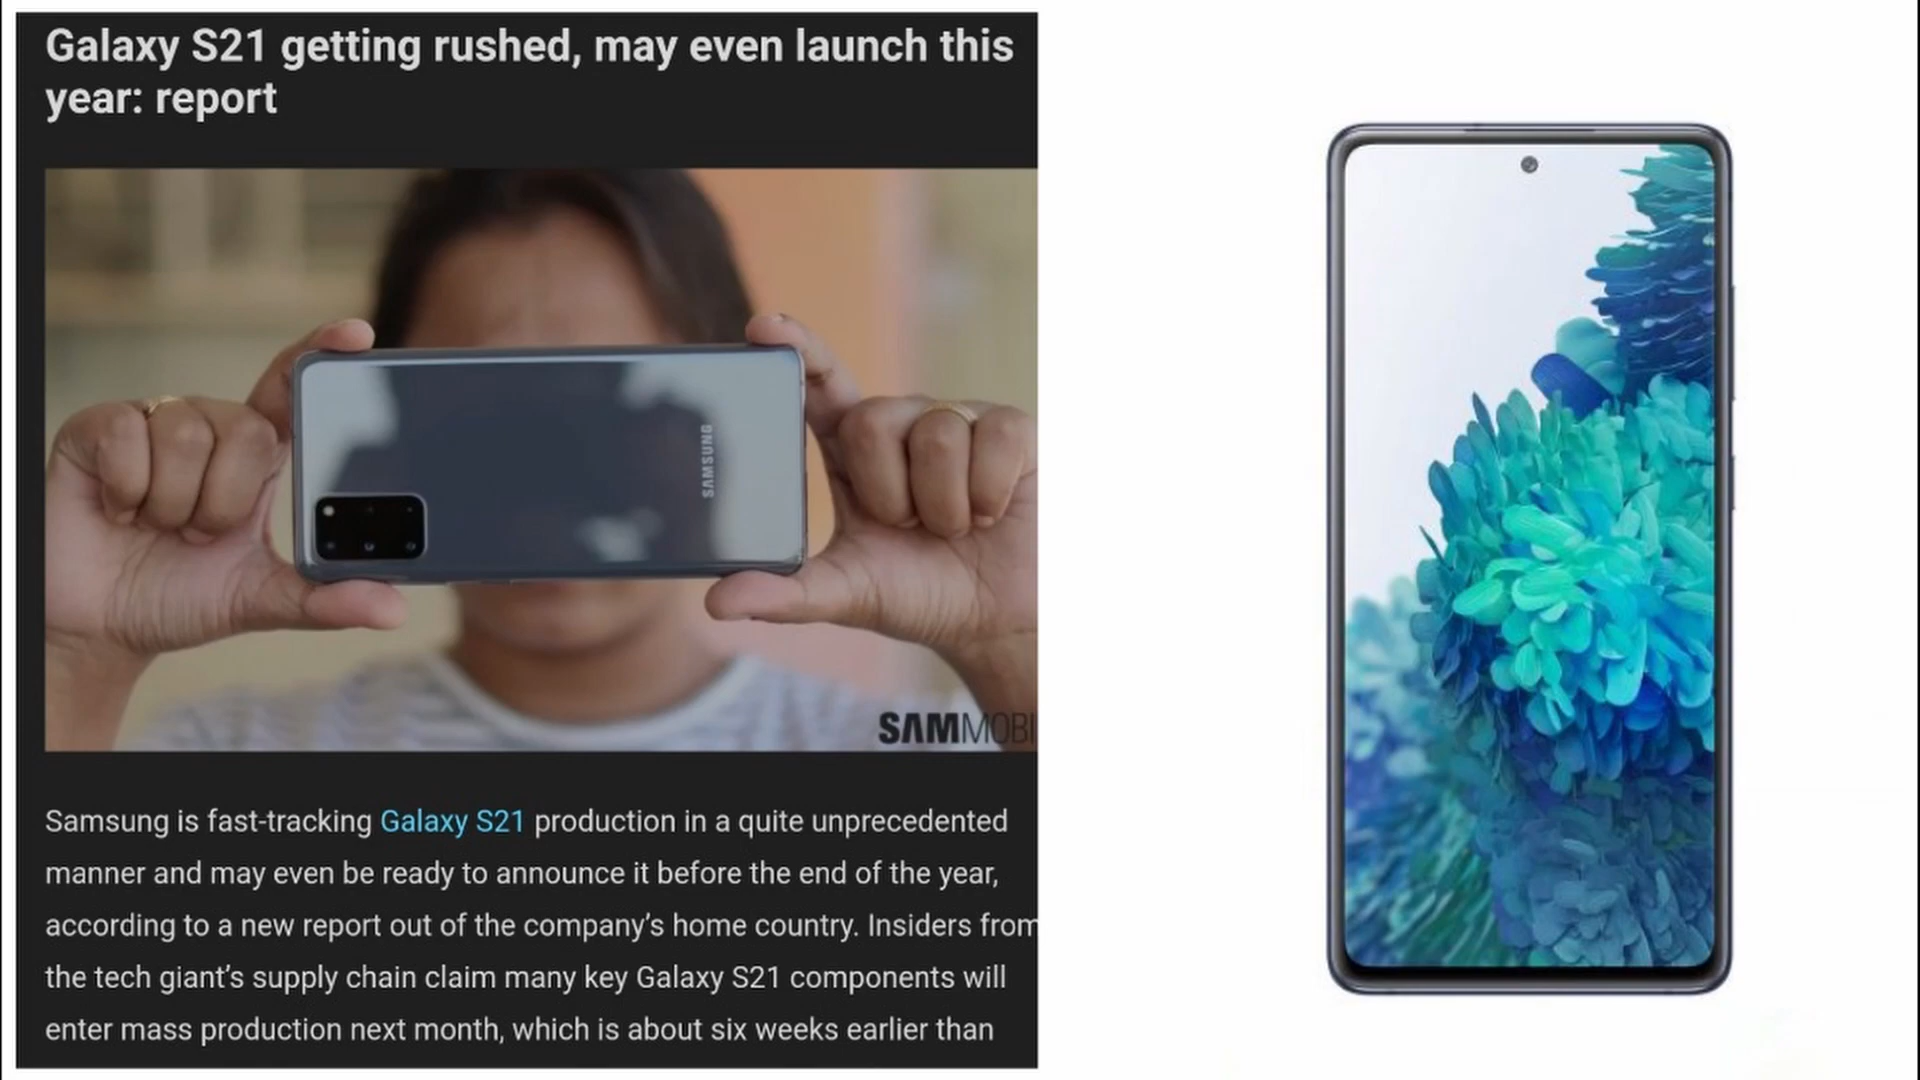 Galaxy S21 getting rushed, may even launch this
year: report
SAMSUNG
SAMMOBI
Samsung is fast-tracking Galaxy S21 production in a quite unprecedented
manner and may even be ready to announce it before the end of the year,
according to a new report out of the company's home country. Insiders from
the tech giant's supply chain claim many key Galaxy S21 components will
enter mass production next month, which is about six weeks earlier than